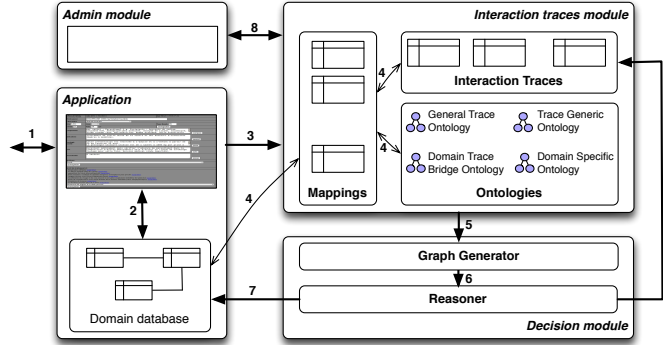 Admin module
Interaction traces module
8
4
Interaction Traces
Application
General Trace
Ontology
Trace Generic
Ontology
1
3
4
Domain Trace
Bridge Ontology
Domain Specific
Ontology
Mappings
Ontologies
2
4
5
Graph Generator
6
7
Reasoner
Domain database
Decision module